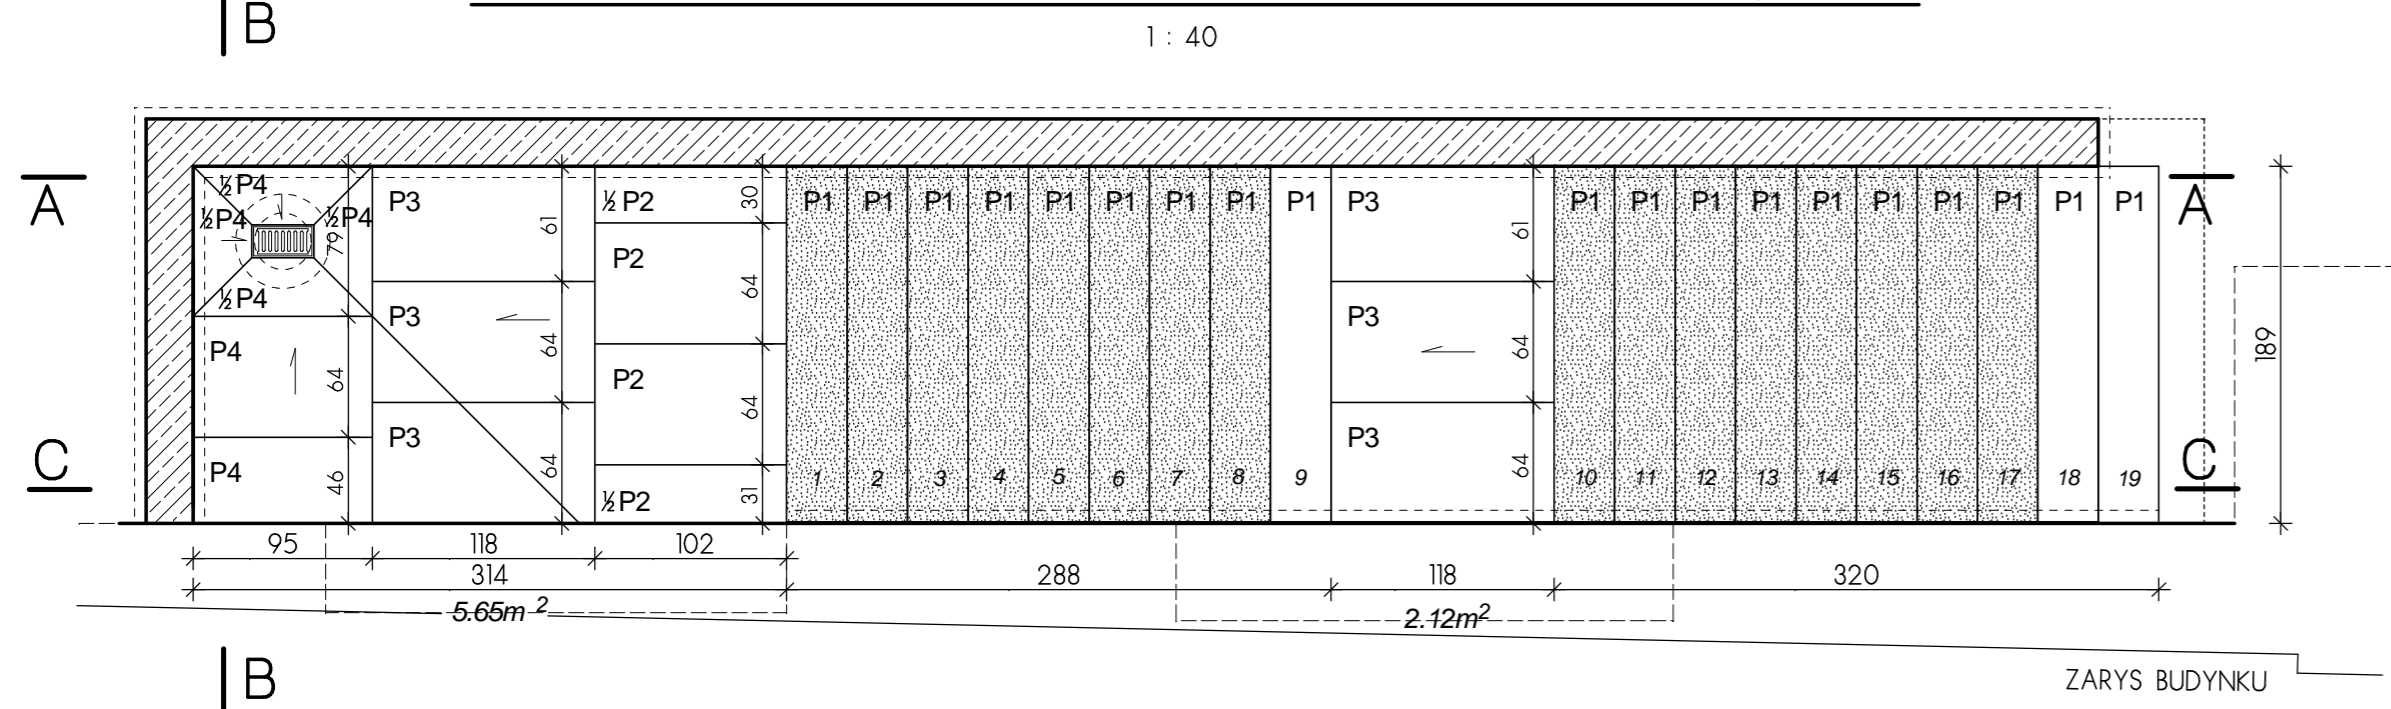 B
1 : 40
A
½P4
½P4
½P4
79
½P4
P4
64
P4
46
P3
61
P3
64
P3
64
½P2
30
P2
64
P2
64
½P2
31
P1 P1 P1 P1 P1 P1 P1 P1 P1
1 2 3 4 5 6 7 8 9
P3
61
P3
64
P3
64
P1 P1 P1 P1 P1 P1 P1 P1 P1 P1
10 11 12 13 14 15 16 17 18 19
A
189
C
C
95 118 102
314 288 118 320
5.65m²
2.12m²
B
ZARYS BUDYNKU